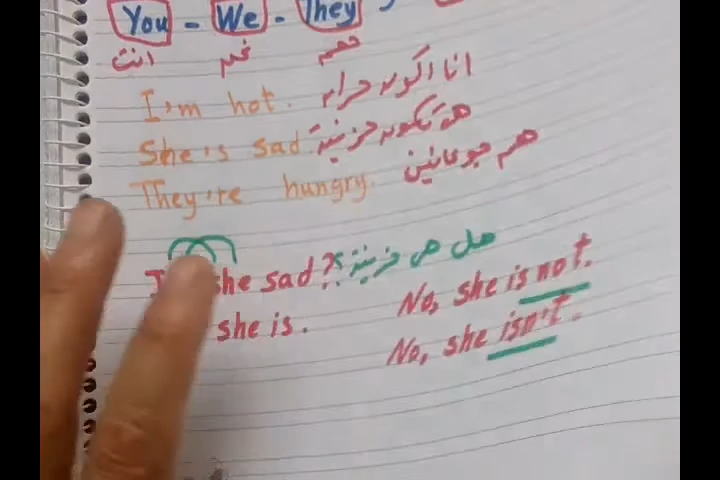 You - We - They
انت نحن هم
I'm hot. انا اكون حران
She's sad هي تكون حزينة
They're hungry. هم جوعانين
she sad? هل هي حزينة؟
No, she is not.
she is.
No, she isn't.